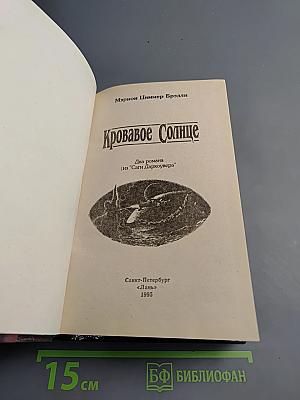 Мэрион Циммер Брэдли
Кровавое Солнце
Два романа
из "Саги Даркоувера"
Санкт-Петербург
«Лань»
1995
15 см
БФ БИБЛИОФАН